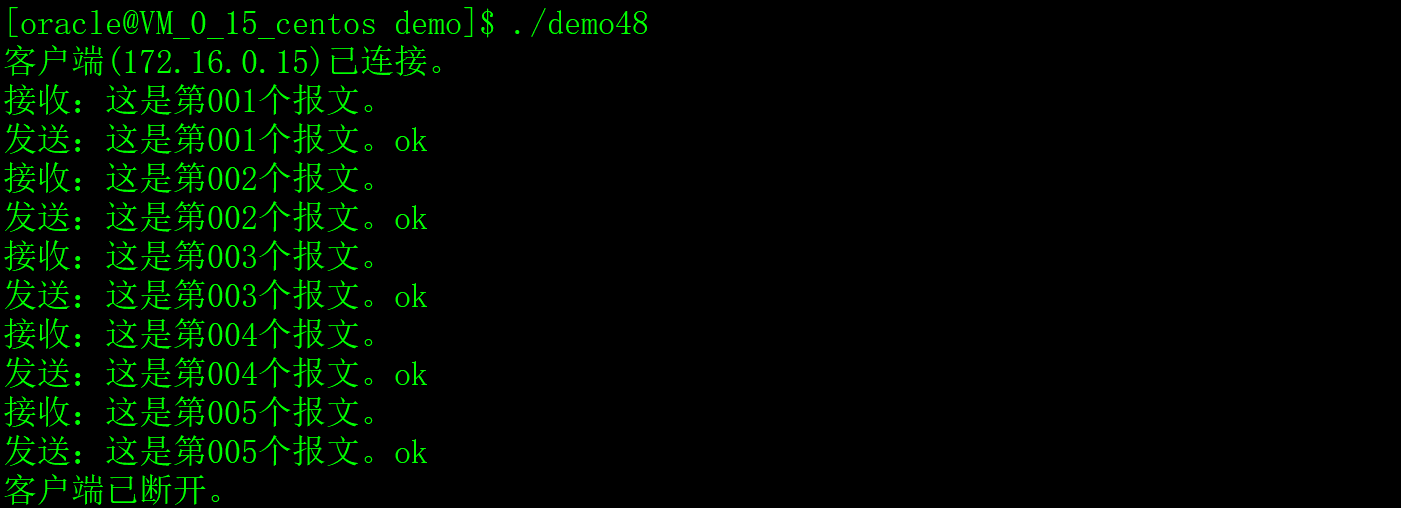 [oracle@VM_0_15_centos demo]$ ./demo48
客户端(172.16.0.15)已连接。
接收：这是第001个报文。
发送：这是第001个报文。ok
接收：这是第002个报文。
发送：这是第002个报文。ok
接收：这是第003个报文。
发送：这是第003个报文。ok
接收：这是第004个报文。
发送：这是第004个报文。ok
接收：这是第005个报文。
发送：这是第005个报文。ok
客户端已断开。